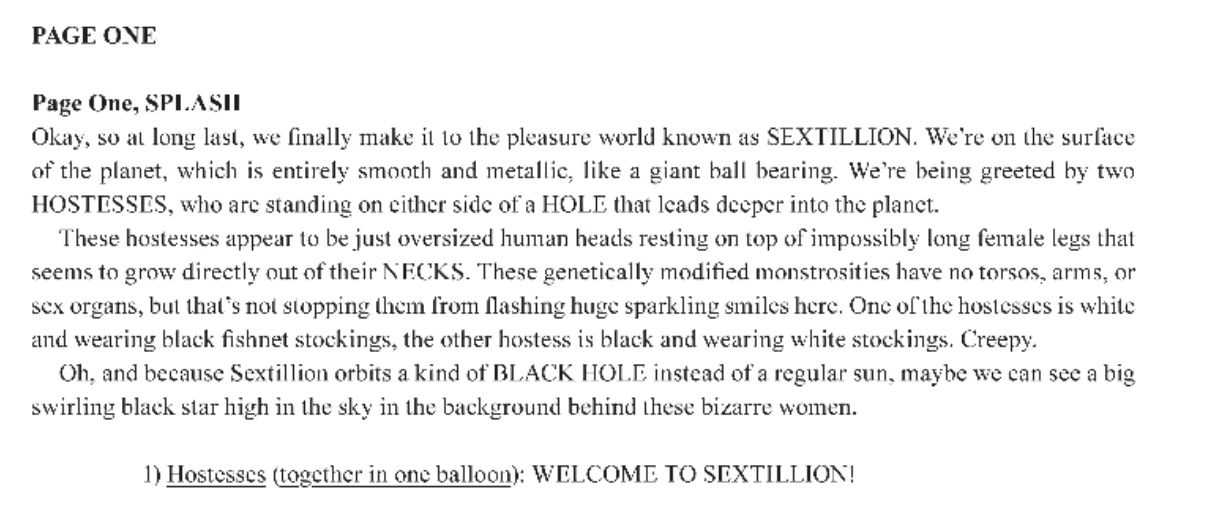 PAGE ONE
Page One, SPLASH
Okay, so at long last, we finally make it to the pleasure world known as SEXTILLION. We're on the surface
of the planet, which is entirely smooth and metallic, like a giant ball bearing. We're being greeted by two
HOSTESSES, who are standing on either side of a HOLE that leads deeper into the planet.
These hostesses appear to be just oversized human heads resting on top of impossibly long female legs that
seems to grow directly out of their NECKS. These genetically modified monstrosities have no torsos, arms, or
sex organs, but that's not stopping them from flashing huge sparkling smiles here. One of the hostesses is white
and wearing black fishnet stockings, the other hostess is black and wearing white stockings. Creepy.
Oh, and because Sextillion orbits a kind of BLACK HOLE instead of a regular sun, maybe we can see a big
swirling black star high in the sky in the background behind these bizarre women.
1) Hostesses (together in one balloon): WELCOME TO SEXTILLION!